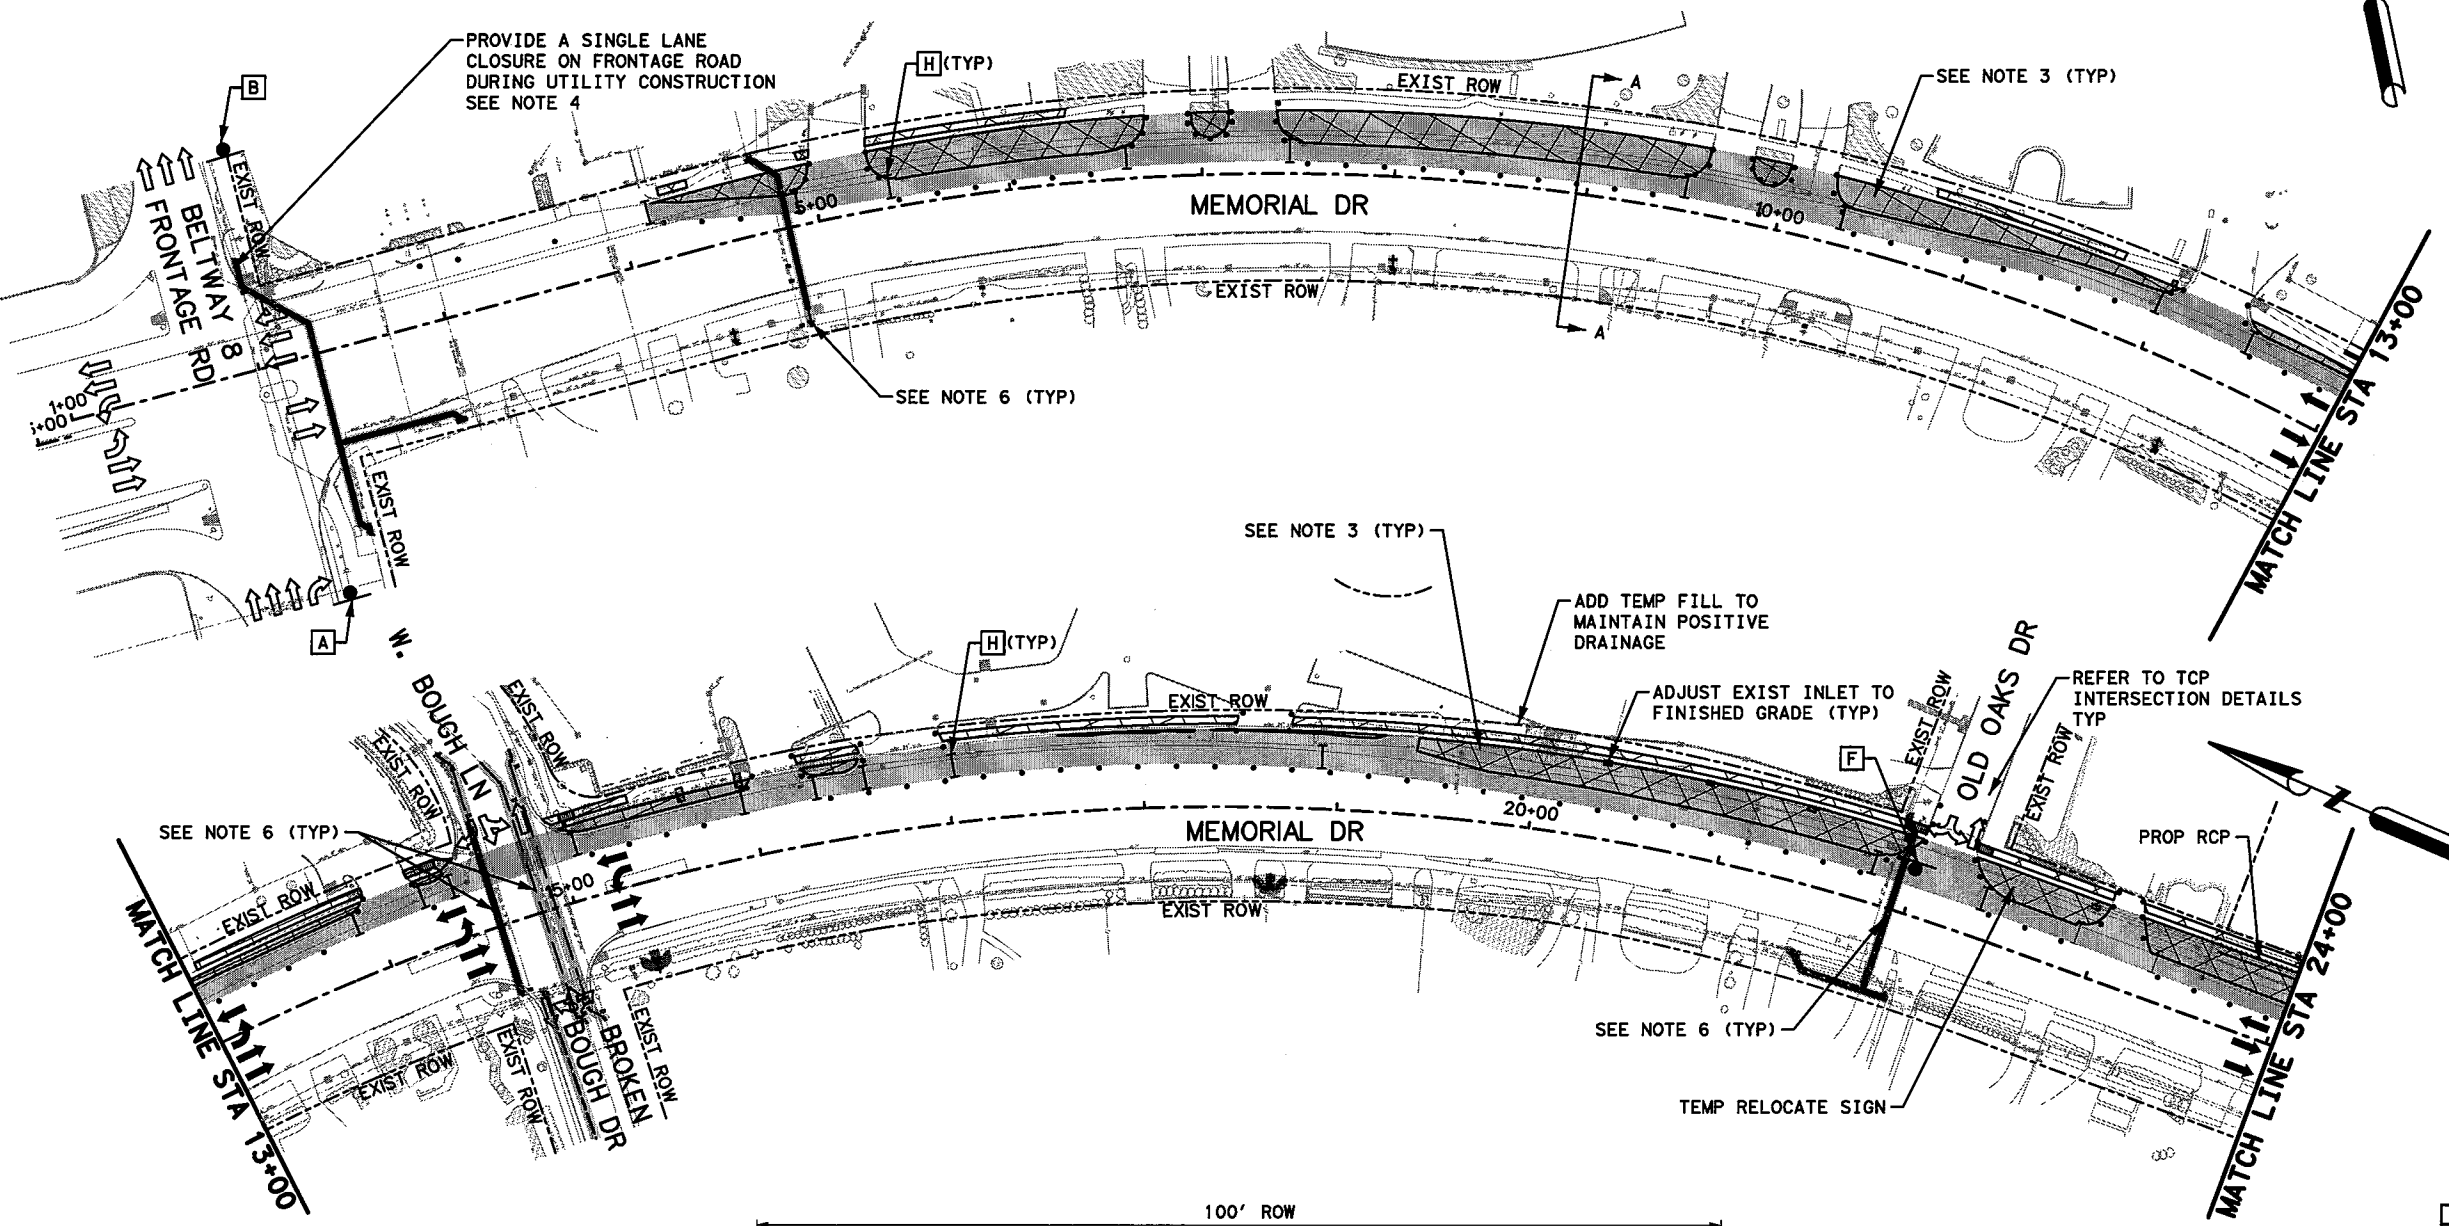 PROVIDE A SINGLE LANE
CLOSURE ON FRONTAGE ROAD
DURING UTILITY CONSTRUCTION
SEE NOTE 4
B
H (TYP)
EXIST ROW
A
SEE NOTE 3 (TYP)
EXIST ROW
BELTWAY 8
FRONTAGE RD
5+00
MEMORIAL DR
10+00
EXIST ROW
A
SEE NOTE 6 (TYP)
1+00
MATCH LINE STA 13+00
EXIST ROW
A
SEE NOTE 3 (TYP)
ADD TEMP FILL TO
MAINTAIN POSITIVE
DRAINAGE
H (TYP)
W. BOUGH LN
EXIST ROW
EXIST ROW
EXIST ROW
ADJUST EXIST INLET TO
FINISHED GRADE (TYP)
F
EXIST ROW
OLD OAKS DR
REFER TO TCP
INTERSECTION DETAILS
TYP
EXIST ROW
Z
SEE NOTE 6 (TYP)
EXIST ROW
15+00
MEMORIAL DR
20+00
PROP RCP
EXIST ROW
MATCH LINE STA 13+00
EXIST ROW
EXIST ROW
BROKEN
BOUGH DR
EXIST ROW
SEE NOTE 6 (TYP)
TEMP RELOCATE SIGN
MATCH LINE STA 24+00
100' ROW